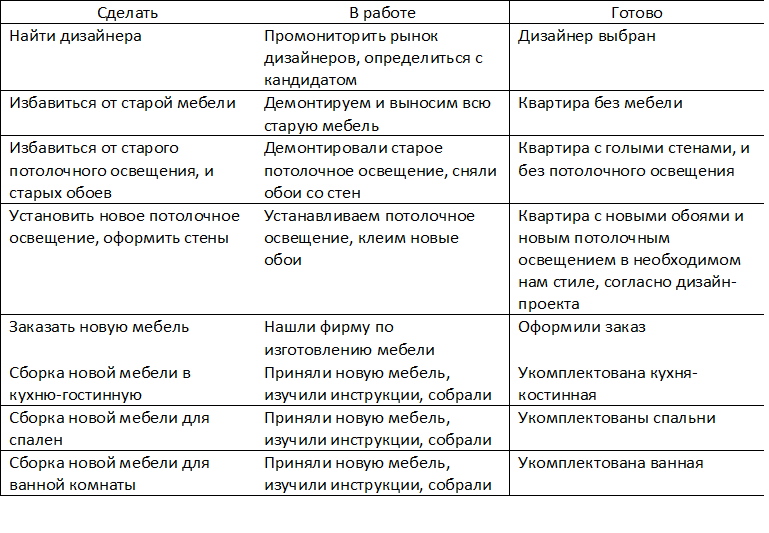 Сделать
В работе
Готово
Найти дизайнера
Промониторить рынок
дизайнеров, определиться с
кандидатом
Дизайнер выбран
Избавиться от старой мебели
Демонтируем и выносим всю
старую мебель
Квартира без мебели
Избавиться от старого
потолочного освещения, и
старых обоев
Демонтировали старое
потолочное освещение, сняли
обои со стен
Квартира с голыми стенами, и
без потолочного освещения
Установить новое потолочное
освещение, оформить стены
Устанавливаем потолочное
освещение, клеим новые
обои
Квартира с новыми обоями и
новым потолочным
освещением в необходимом
нам стиле, согласно дизайн-
проекта
Заказать новую мебель
Нашли фирму по
изготовлению мебели
Оформили заказ
Сборка новой мебели в
кухню-гостинную
Приняли новую мебель,
изучили инструкции, собрали
Укомплектована кухня-
костинная
Сборка новой мебели для
спален
Приняли новую мебель,
изучили инструкции, собрали
Укомплектованы спальни
Сборка новой мебели для
ванной комнаты
Приняли новую мебель,
изучили инструкции, собрали
Укомплектована ванная